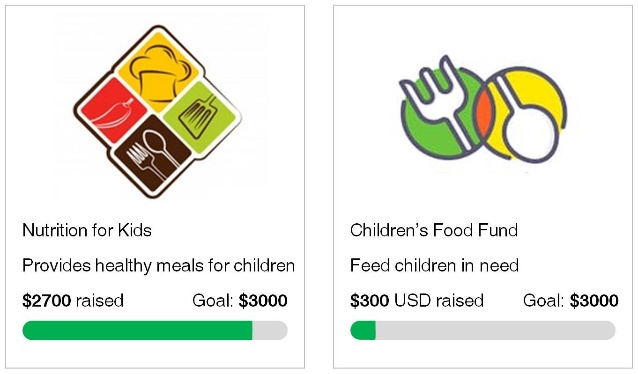 Nutrition for Kids
Provides healthy meals for children
$2700 raised Goal: $3000
Children's Food Fund
Feed children in need
$300 USD raised Goal: $3000